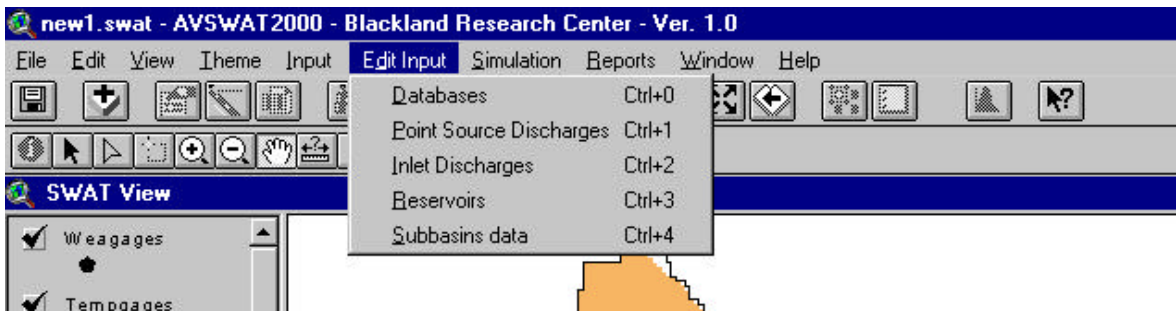 new1.swat - AVSWAT2000 - Blackland Research Center - Ver. 1.0
File Edit View Theme Input Edit Input Simulation Reports Window Help
Databases Ctrl+0
Point Source Discharges Ctrl+1
Inlet Discharges Ctrl+2
Reservoirs Ctrl+3
Subbasins data Ctrl+4
SWAT View
Weagages
Tempgages